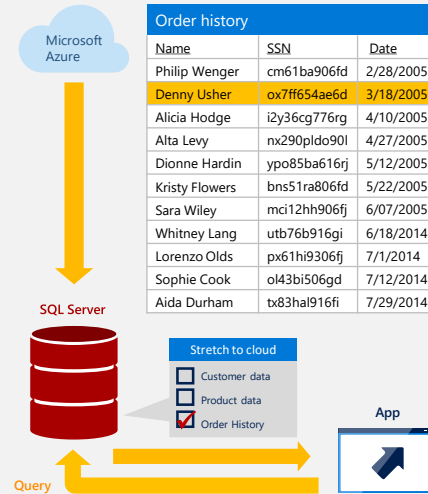 Microsoft
Azure
Order history
Name SSN Date
Philip Wenger cm61ba906fd 2/28/2005
Denny Usher ox7ff654ae6d 3/18/2005
Alicia Hodge i2y36cg776rg 4/10/2005
Alta Levy nx290pldo90l 4/27/2005
Dionne Hardin ypo85ba616rj 5/12/2005
Kristy Flowers bns51ra806fd 5/22/2005
Sara Wiley mci12hh906fj 6/07/2005
Whitney Lang utb76b916gi 6/18/2014
Lorenzo Olds px61hi9306fj 7/1/2014
Sophie Cook ol43bi506gd 7/12/2014
Aida Durham tx83hal916fi 7/29/2014
SQL Server
Stretch to cloud
Customer data
Product data
Order History
App
Query